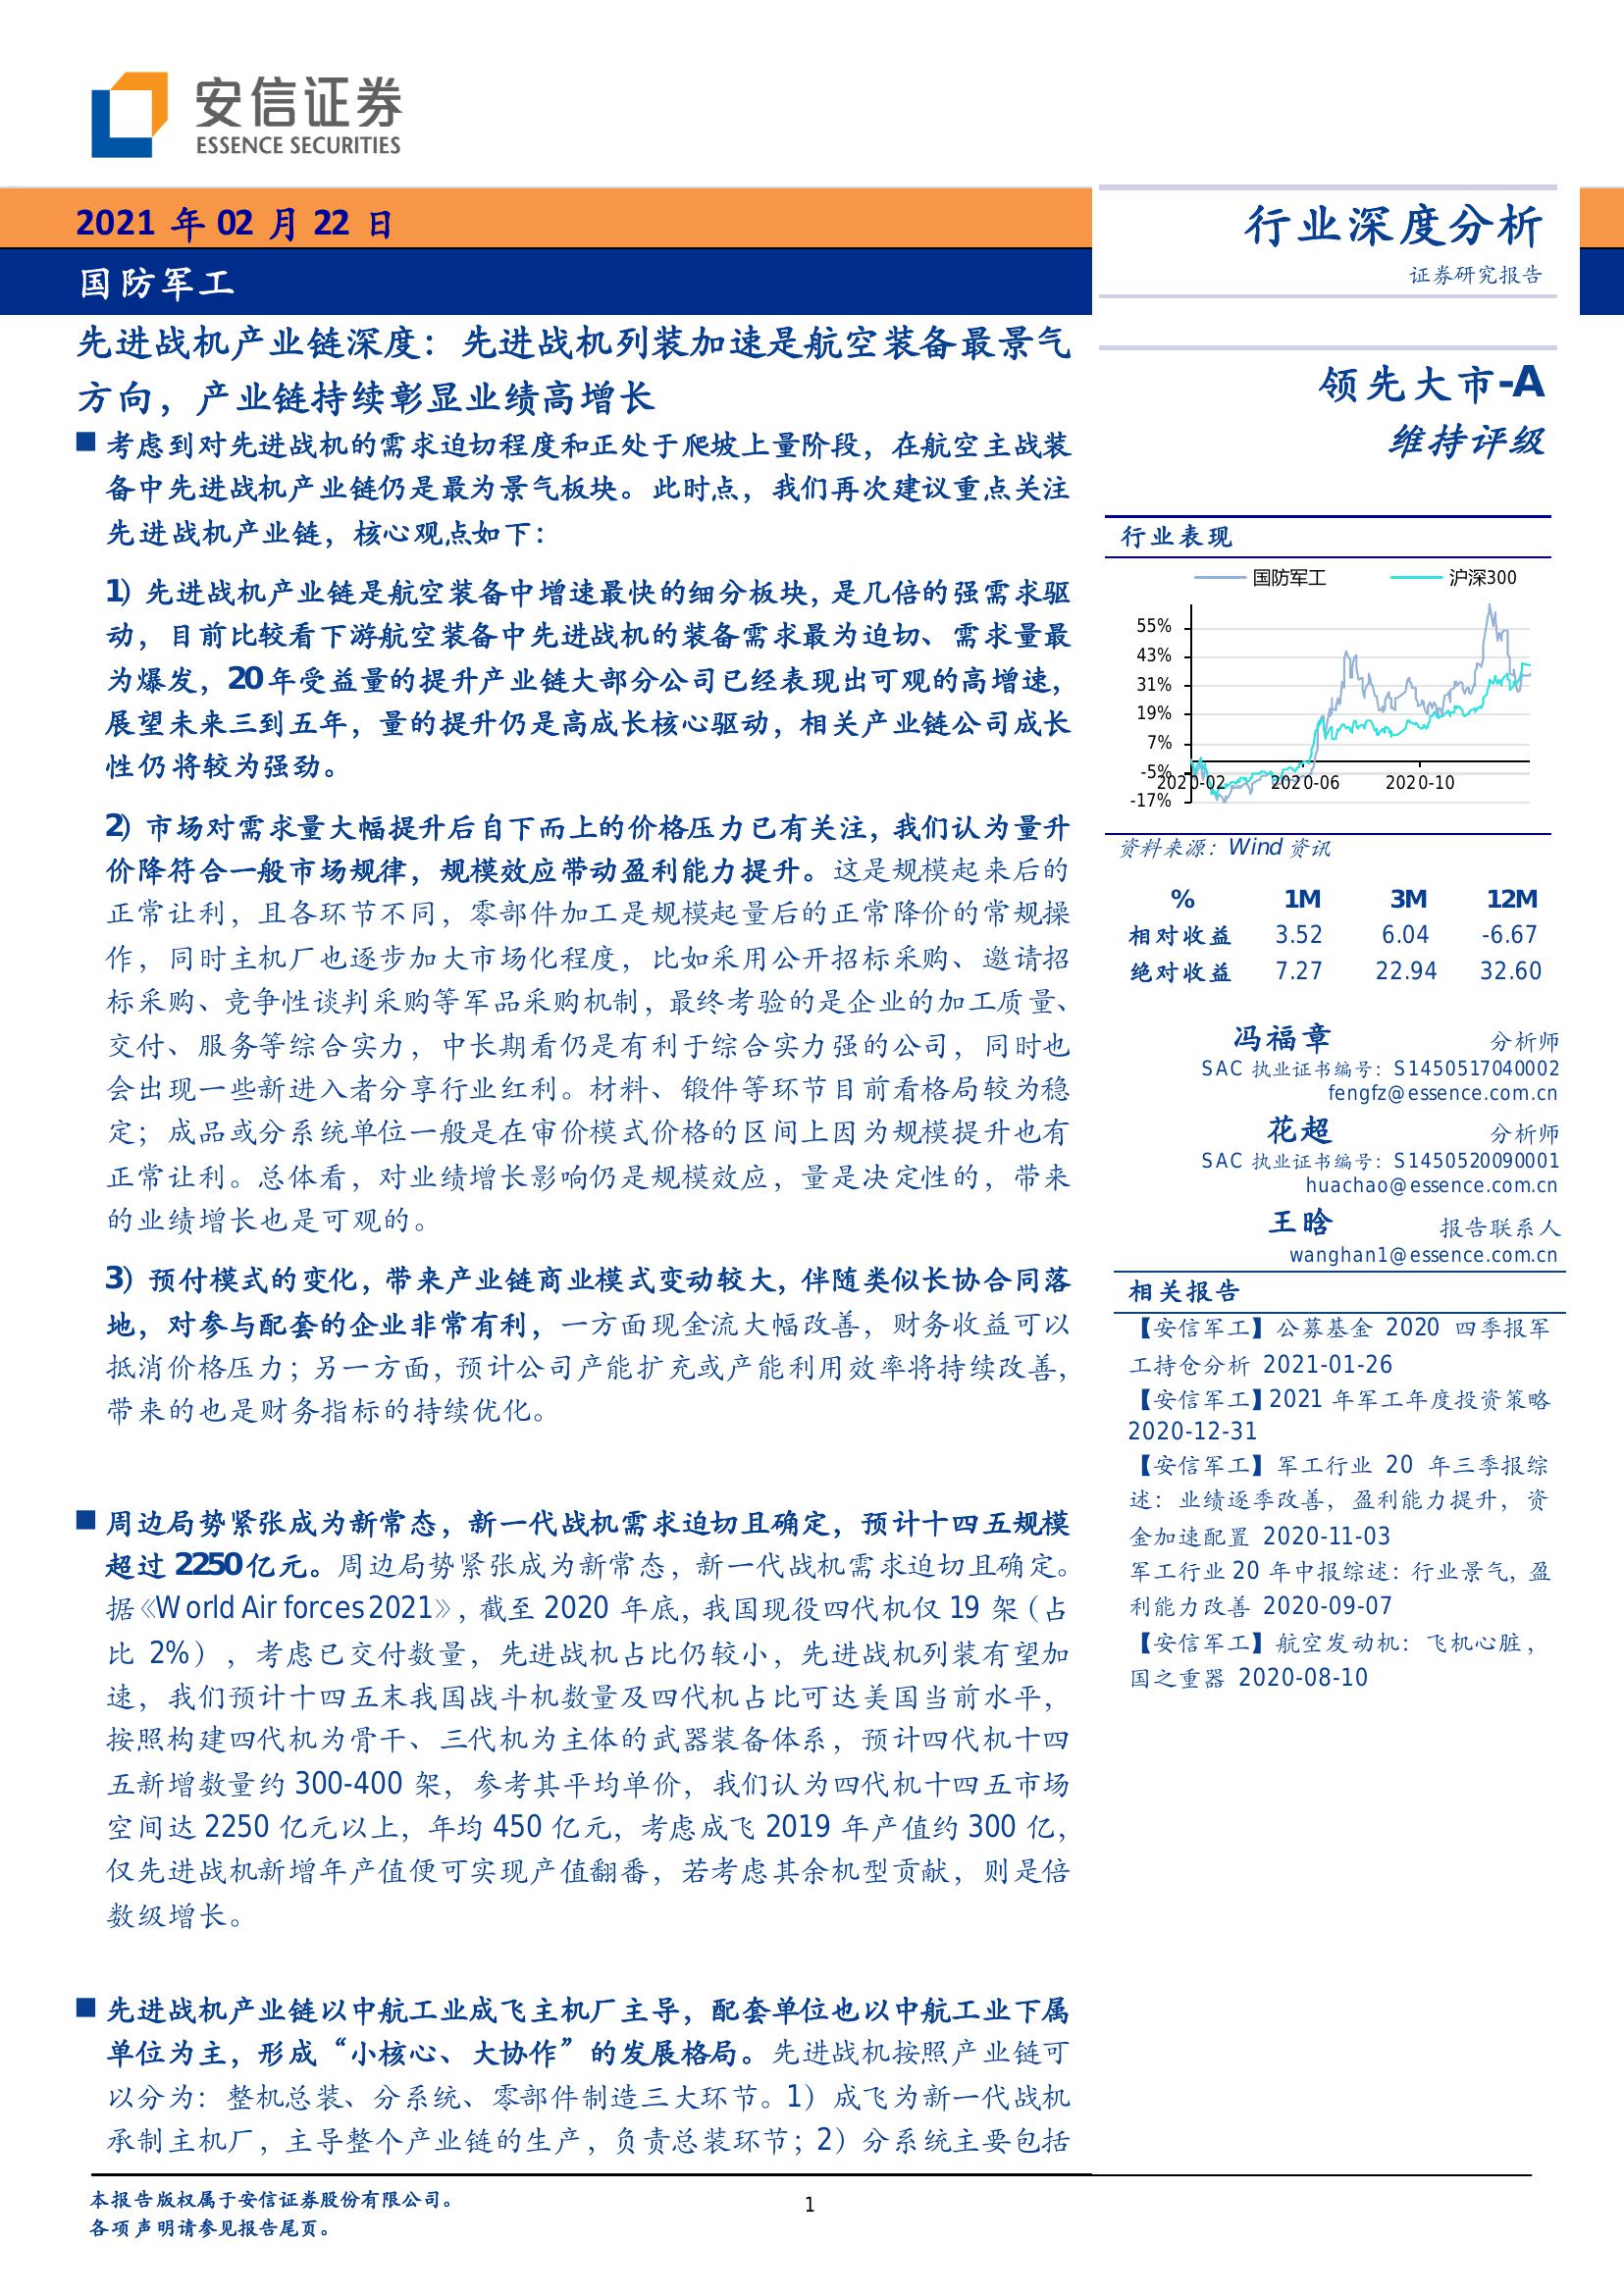 安信证券
ESSENCE SECURITIES
2021 年 02 月 22 日
国防军工
行业深度分析
证券研究报告
先进战机产业链深度：先进战机列装加速是航空装备最景气
方向，产业链持续彰显业绩高增长
■考虑到对先进战机的需求迫切程度和正处于爬坡上量阶段，在航空主战装
备中先进战机产业链仍是最为景气板块。此时点，我们再次建议重点关注
先进战机产业链，核心观点如下：
1）先进战机产业链是航空装备中增速最快的细分板块，是几倍的强需求驱
动，目前比较看下游航空装备中先进战机的装备需求最为迫切、需求量最
为爆发，20 年受益量的提升产业链大部分公司已经表现出可观的高增速，
展望未来三到五年，量的提升仍是高成长核心驱动，相关产业链公司成长
性仍将较为强劲。
2）市场对需求量大幅提升后自下而上的价格压力已有关注，我们认为量升
价降符合一般市场规律，规模效应带动盈利能力提升。这是规模起来后的
正常让利，且各环节不同，零部件加工是规模起量后的正常降价的常规操
作，同时主机厂也逐步加大市场化程度，比如采用公开招标采购、邀请招
标采购、竞争性谈判采购等军品采购机制，最终考验的是企业的加工质量、
交付、服务等综合实力，中长期看仍是有利于综合实力强的公司，同时也
会出现一些新进入者分享行业红利。材料、锻件等环节目前看格局较为稳
定；成品或分系统单位一般是在审价模式价格的区间上因为规模提升也有
正常让利。总体看，对业绩增长影响仍是规模效应，量是决定性的，带来
的业绩增长也是可观的。
3）预付模式的变化，带来产业链商业模式变动较大，伴随类似长协合同落
地，对参与配套的企业非常有利，一方面现金流大幅改善，财务收益可以
抵消价格压力；另一方面，预计公司产能扩充或产能利用效率将持续改善，
带来的也是财务指标的持续优化。
■周边局势紧张成为新常态，新一代战机需求迫切且确定，预计十四五规模
超过 2250 亿元。周边局势紧张成为新常态，新一代战机需求迫切且确定。
据《World Air forces 2021》，截至 2020 年底，我国现役四代机仅 19 架（占
比 2%），考虑已交付数量，先进战机占比仍较小，先进战机列装有望加
速，我们预计十四五末我国战斗机数量及四代机占比可达美国当前水平，
按照构建四代机为骨干、三代机为主体的武器装备体系，预计四代机十四
五新增数量约 300-400 架，参考其平均单价，我们认为四代机十四五市场
空间达 2250 亿元以上，年均 450 亿元，考虑成飞 2019 年产值约 300 亿，
仅先进战机新增年产值便可实现产值翻番，若考虑其余机型贡献，则是倍
数级增长。
■先进战机产业链以中航工业成飞主机厂主导，配套单位也以中航工业下属
单位为主，形成“小核心、大协作”的发展格局。先进战机按照产业链可
以分为：整机总装、分系统、零部件制造三大环节。1）成飞为新一代战机
承制主机厂，主导整个产业链的生产，负责总装环节；2）分系统主要包括
领先大市-A
维持评级
行业表现
国防军工 沪深300
55%
43%
31%
19%
7%
-5%
-17%
2020-02 2020-06 2020-10
资料来源：Wind 资讯
% 1M 3M 12M
相对收益 3.52 6.04 -6.67
绝对收益 7.27 22.94 32.60
冯福章 分析师
SAC 执业证书编号：S1450517040002
fengfz@essence.com.cn
花超 分析师
SAC 执业证书编号：S1450520090001
huachao@essence.com.cn
王晗 报告联系人
wanghan1@essence.com.cn
相关报告
【安信军工】公募基金 2020 四季报军
工持仓分析 2021-01-26
【安信军工】2021 年军工年度投资策略
2020-12-31
【安信军工】军工行业 20 年三季报综
述：业绩逐季改善，盈利能力提升，资
金加速配置 2020-11-03
军工行业 20 年中报综述：行业景气，盈
利能力改善 2020-09-07
【安信军工】航空发动机：飞机心脏，
国之重器 2020-08-10
本报告版权属于安信证券股份有限公司。
各项声明请参见报告尾页。
1